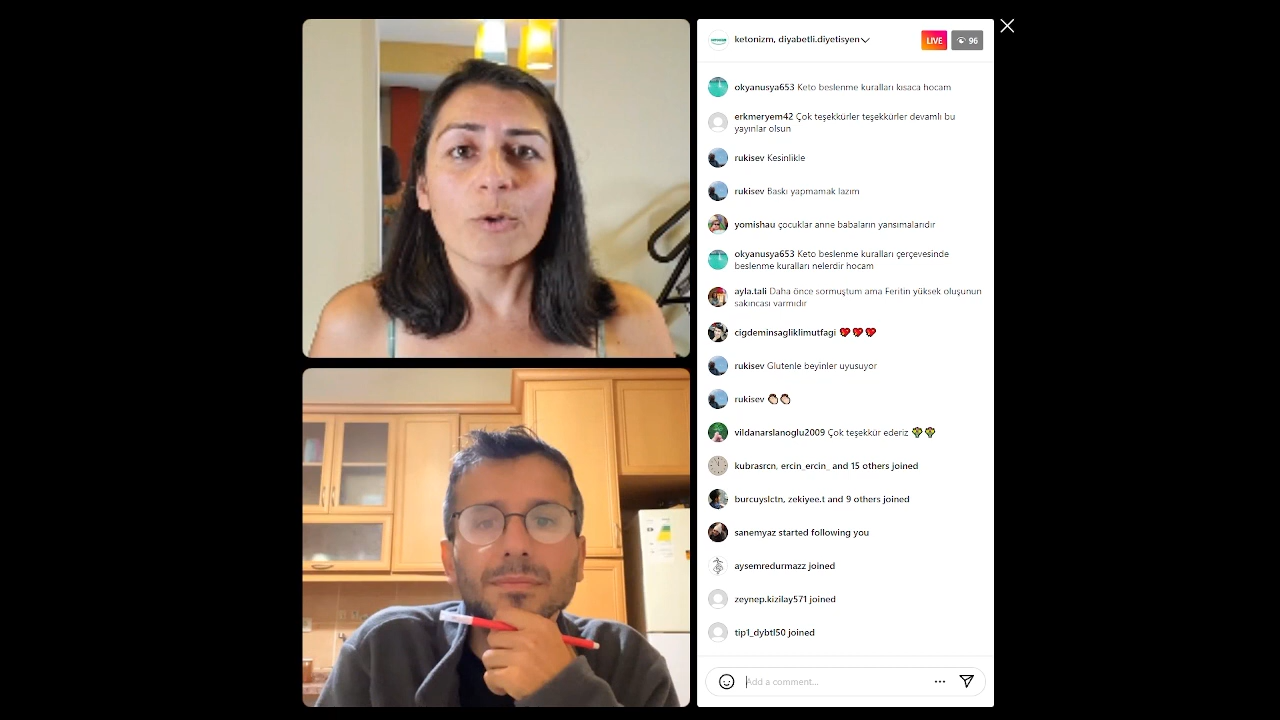 ketonizm, diyabetli.diyetisyen
LIVE
96
okyanusya653 Keto beslenme kuralları kısaca hocam
erkmeryem42 Çok teşekkürler teşekkürler devamlı bu
yayınlar olsun
rukisev Kesinlikle
rukisev Baskı yapmamak lazım
yomishau çocuklar anne babaların yansımalarıdır
okyanusya653 Keto beslenme kuralları çerçevesinde
beslenme kuralları nelerdir hocam
ayla.tali Daha önce sormuştum ama Feritin yüksek oluşunun
sakıncası varmıdır
cigdeminsagliklimutfagi ❤️❤️❤️
rukisev Glutenle beyinler uyusuyor
rukisev 👏🏻👏🏻
vildanarslanoglu2009 Çok teşekkür ederiz 💐💐
kubrasrcn, ercin_ercin_ and 15 others joined
burcuyslctn, zekiyee.t and 9 others joined
sanemyaz started following you
aysemredurmazz joined
zeynep.kizilay571 joined
tip1_dybtl50 joined
Add a comment...